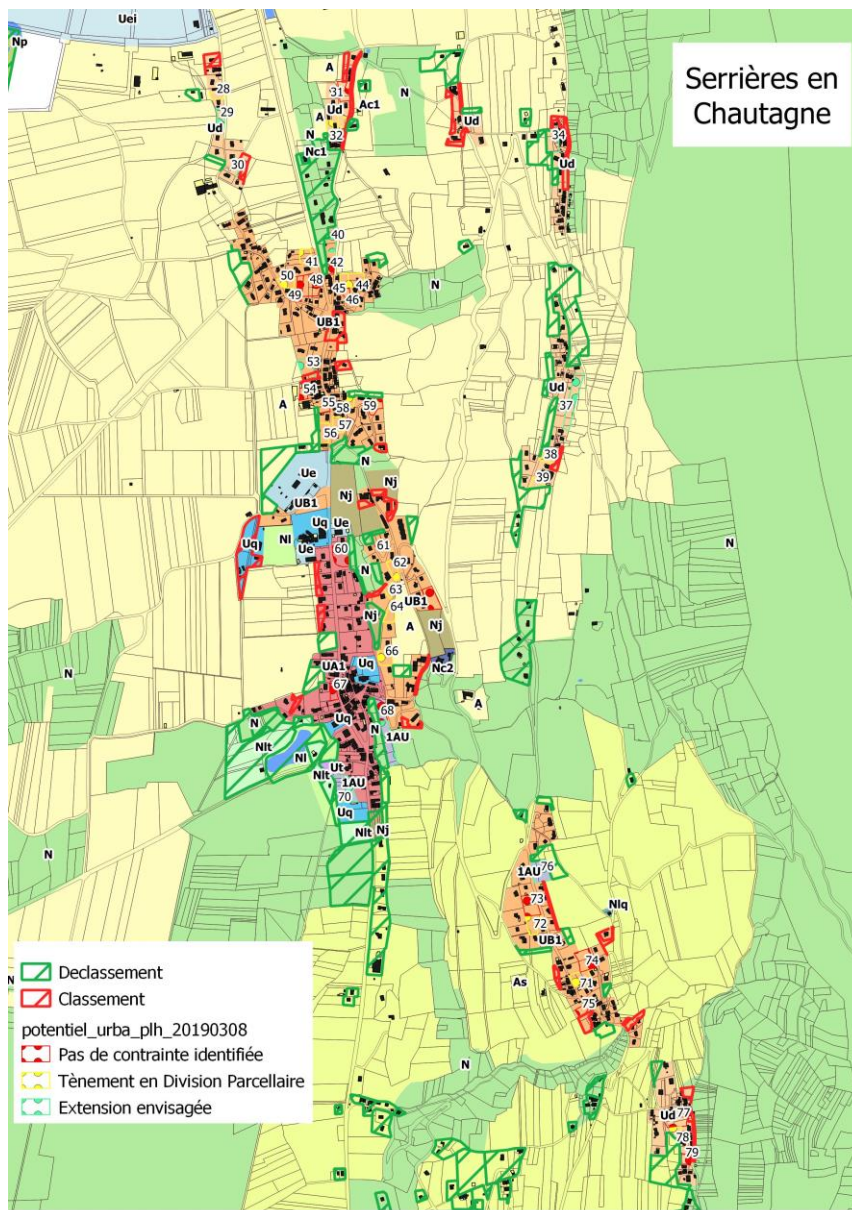 Uei
Np
Serrières en
Chautagne
28
29
Ud
30
A
31
Ud
A
Ac1
N
32
Nc1
N
Ud
34
Ud
40
41
42
50
48
49
45
44
46
UB1
N
53
54
A
55
58
59
56
57
Ud
37
38
39
N
Ue
Nj
Nj
UB1
Uq
Ue
Uq
Nl
Ue
60
61
62
N
63
UB1
64
A
Nj
Nj
N
N
66
UA1
Uq
67
Nc2
A
68
Uq
N
1AU
N
Nlt
Nl
Ut
Nlt
1AU
70
Uq
Nlt
Nj
N
76
1AU
73
Nlq
72
UB1
74
As
71
75
N
N
Ud
77
78
79
Declassement
Classement
potentiel_urba_plh_20190308
Pas de contrainte identifiée
Tènement en Division Parcellaire
Extension envisagée